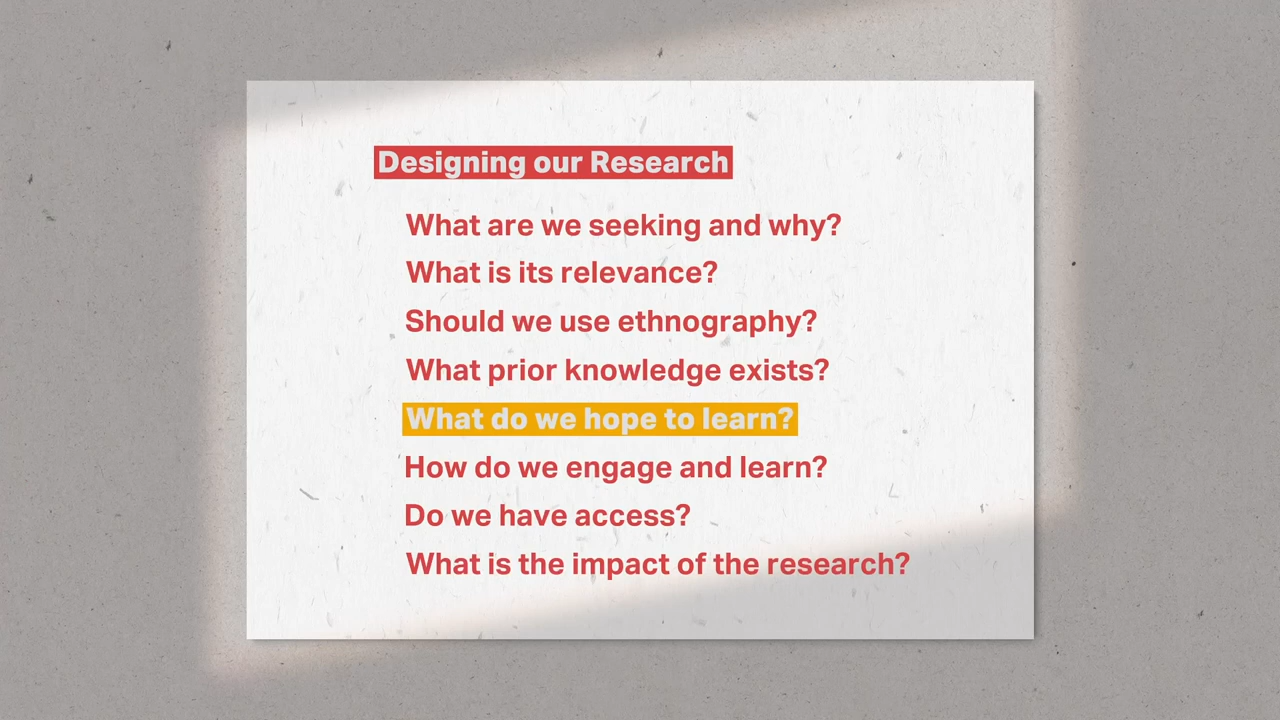 Designing our Research
What are we seeking and why?
What is its relevance?
Should we use ethnography?
What prior knowledge exists?
What do we hope to learn?
How do we engage and learn?
Do we have access?
What is the impact of the research?